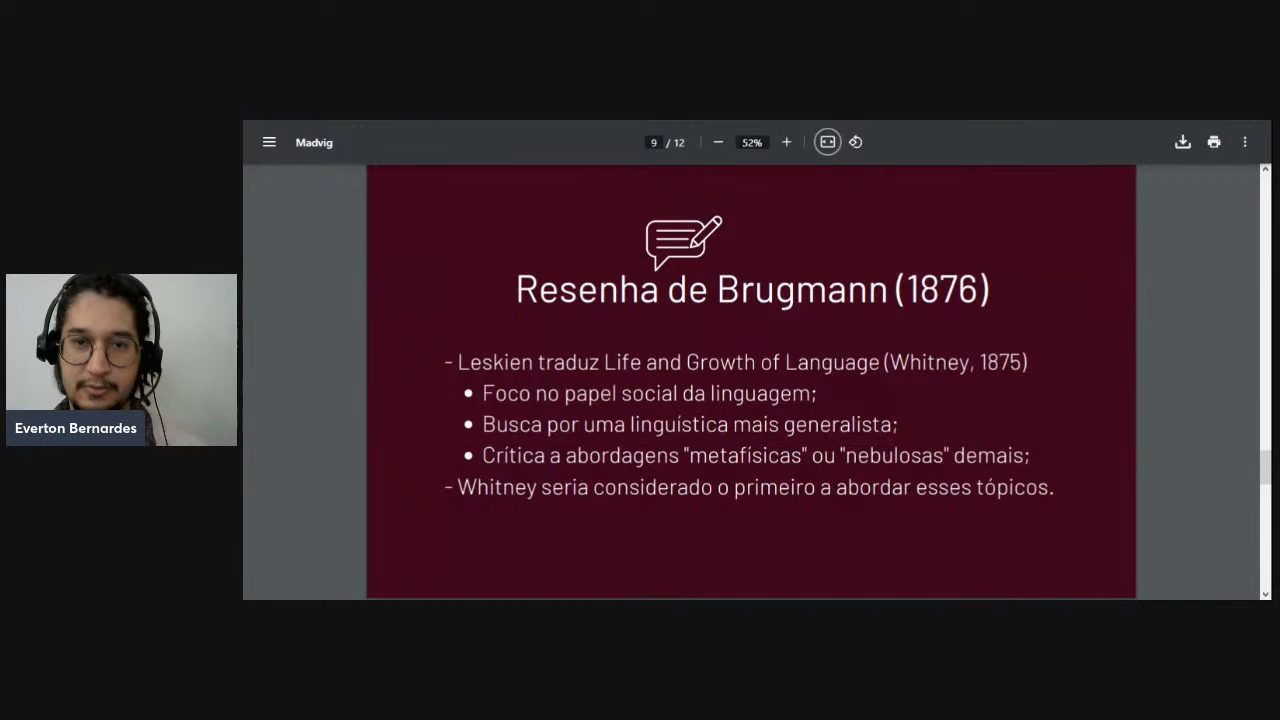 Madvig
9 / 12
52%
Resenha de Brugmann (1876)
- Leskien traduz Life and Growth of Language (Whitney, 1875)
• Foco no papel social da linguagem;
• Busca por uma linguística mais generalista;
• Crítica a abordagens "metafísicas" ou "nebulosas" demais;
- Whitney seria considerado o primeiro a abordar esses tópicos.
Everton Bernardes